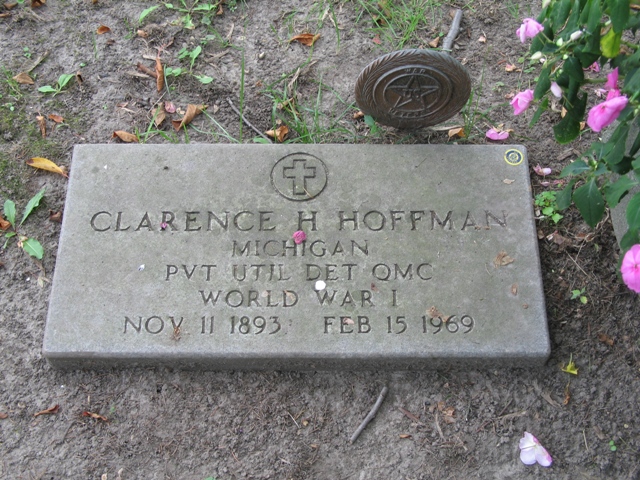 CLARENCE H HOFFMAN
MICHIGAN
PVT UTIL DET QMC
WORLD WAR I
NOV 11 1893 FEB 15 1969